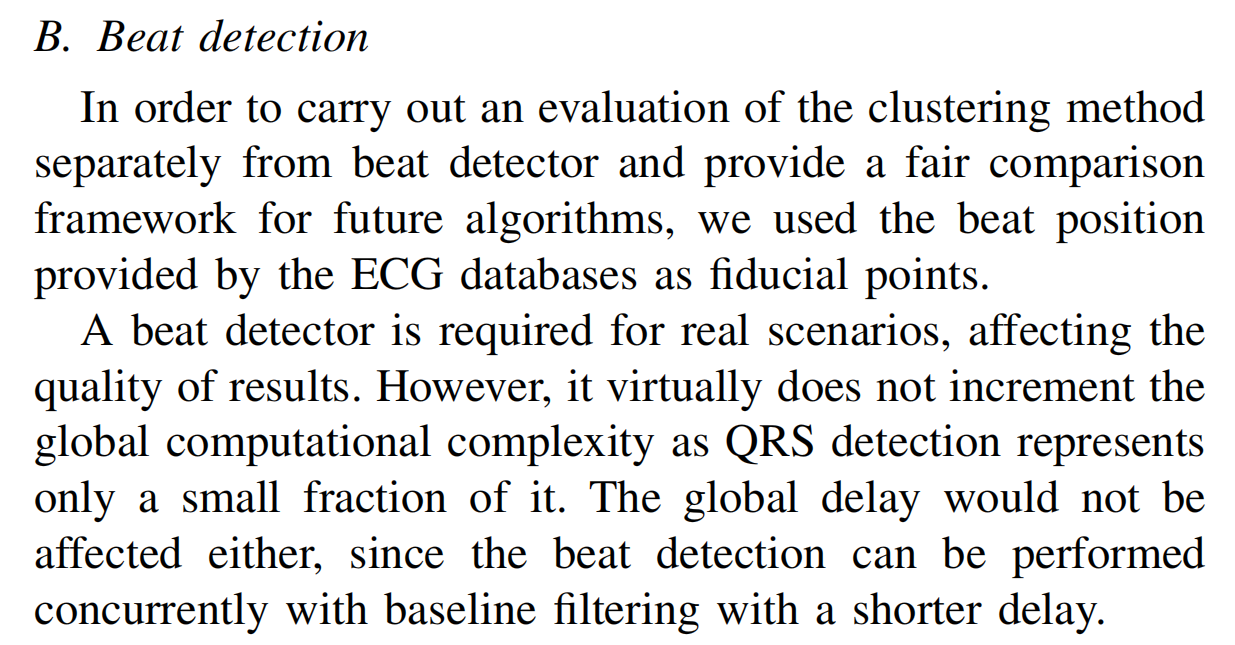 B. Beat detection
In order to carry out an evaluation of the clustering method
separately from beat detector and provide a fair comparison
framework for future algorithms, we used the beat position
provided by the ECG databases as fiducial points.
A beat detector is required for real scenarios, affecting the
quality of results. However, it virtually does not increment the
global computational complexity as QRS detection represents
only a small fraction of it. The global delay would not be
affected either, since the beat detection can be performed
concurrently with baseline filtering with a shorter delay.